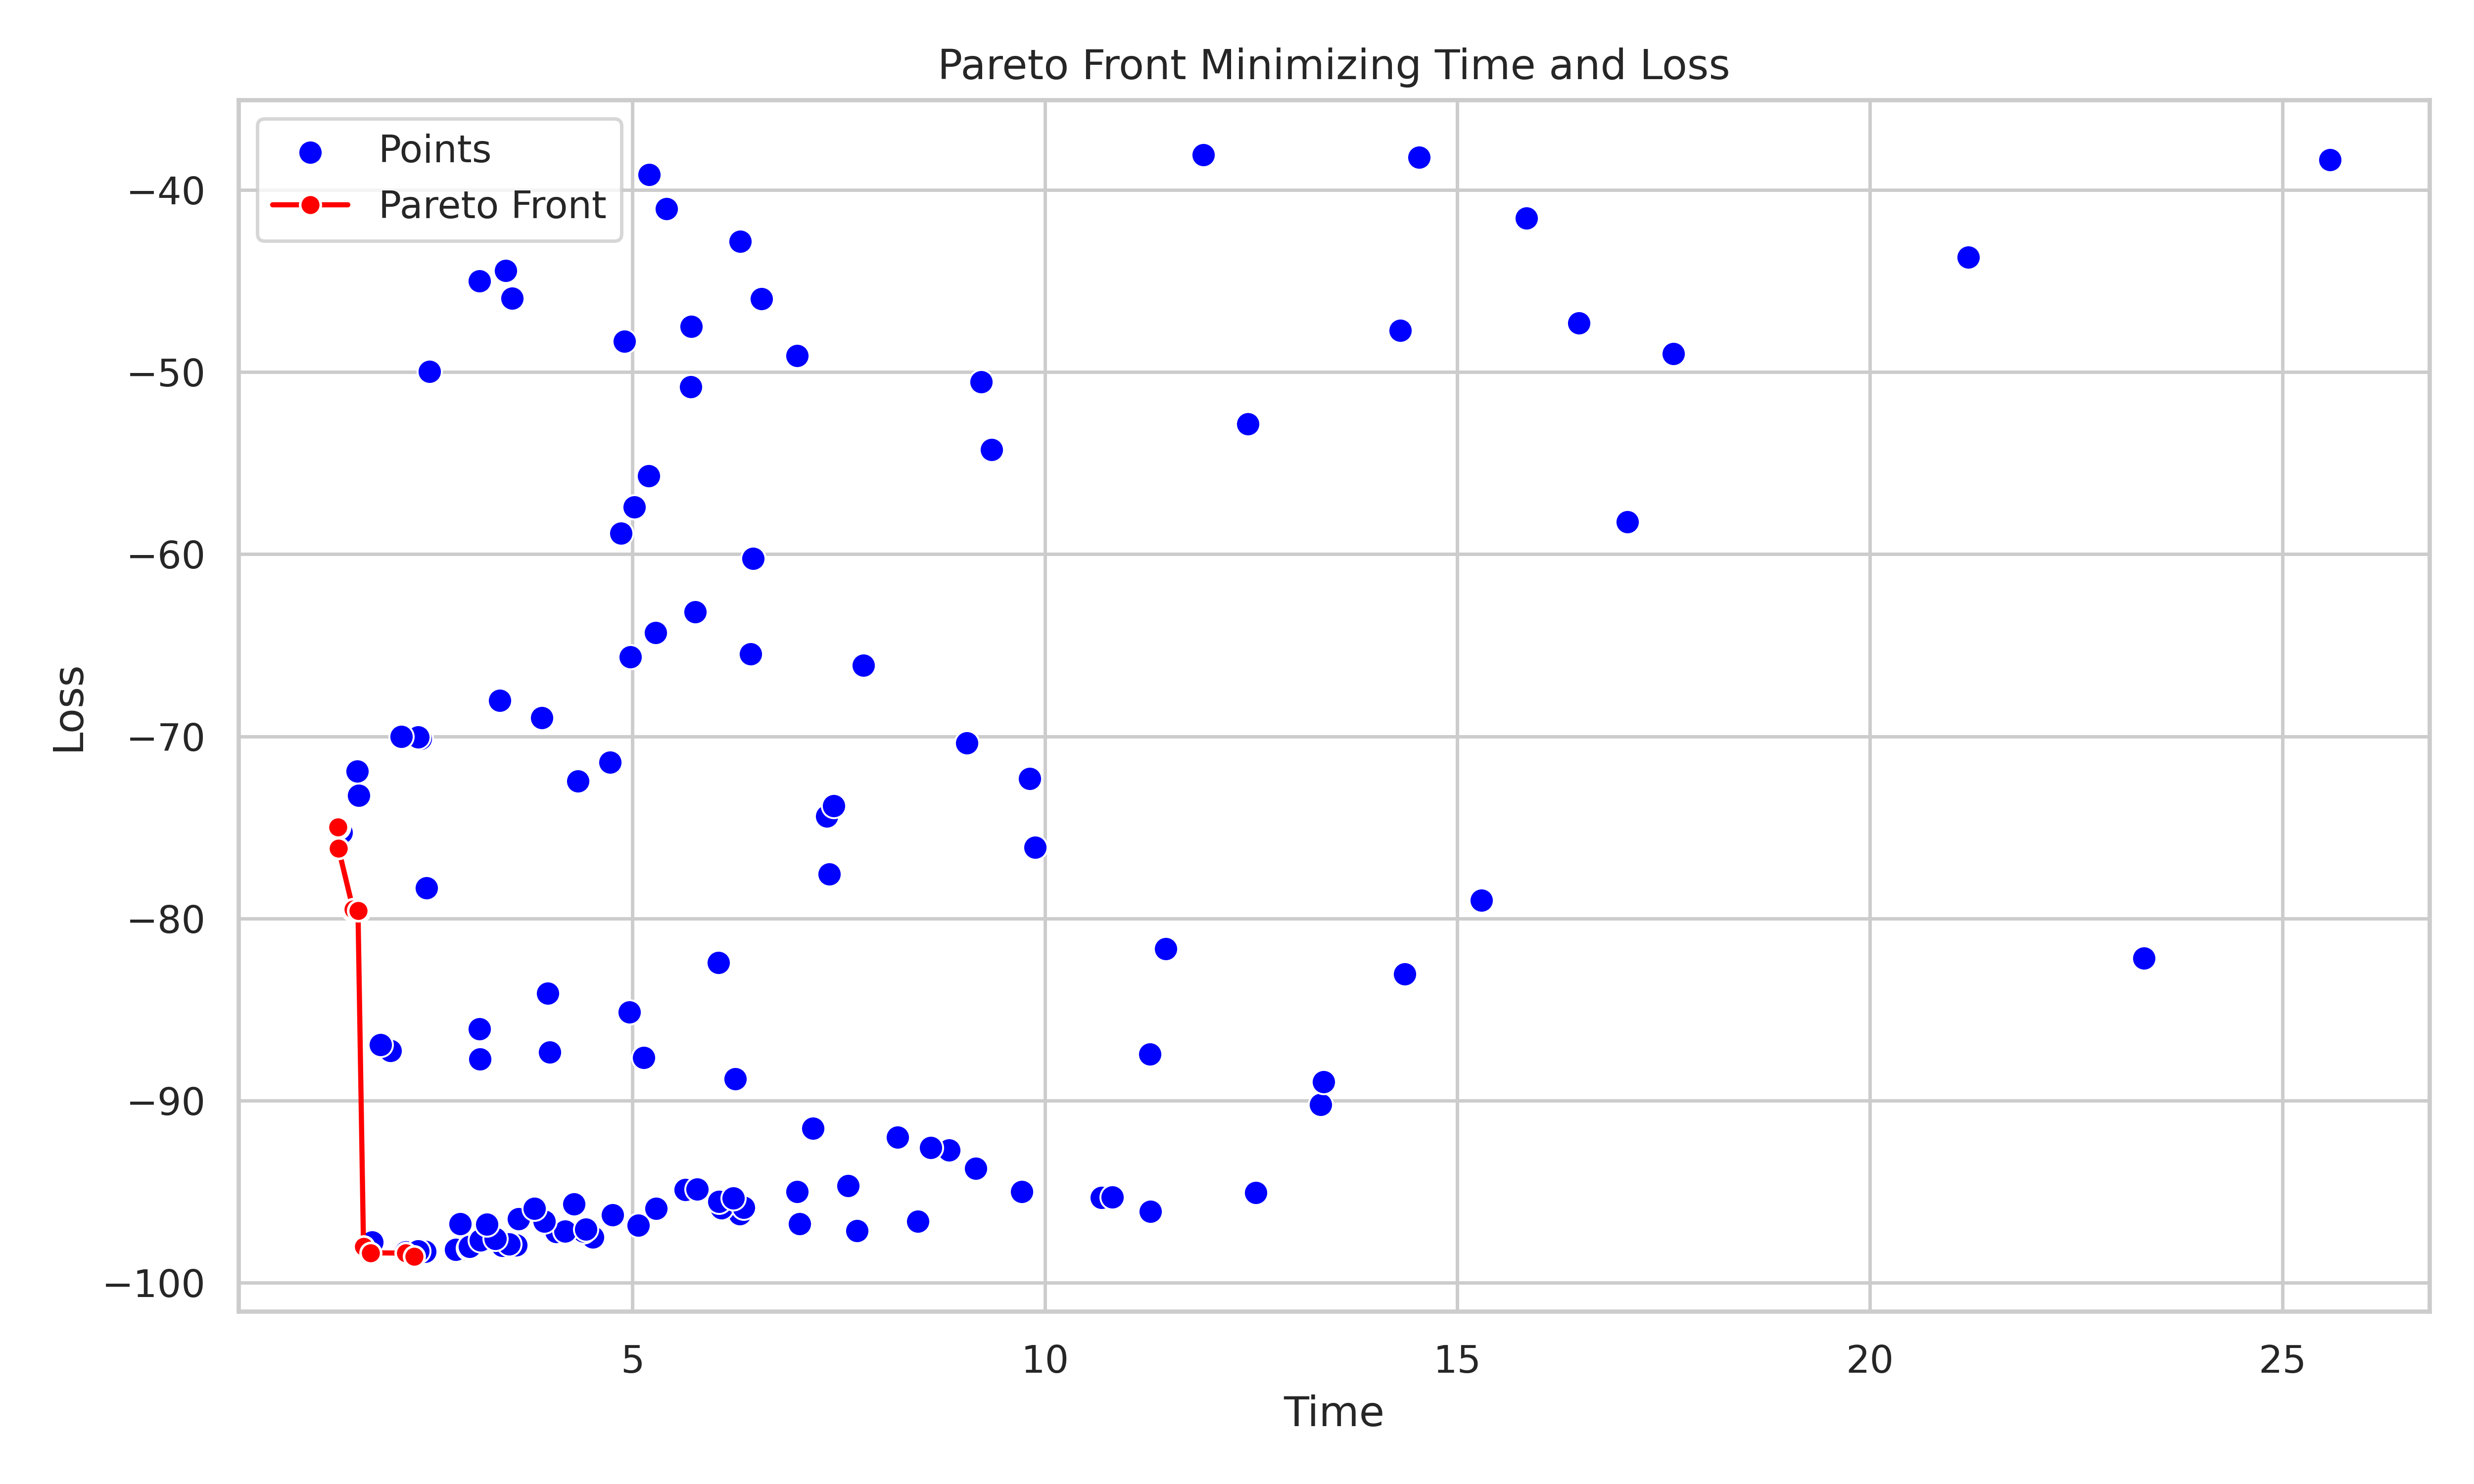 Pareto Front Minimizing Time and Loss
Points
Pareto Front
−40
−50
−60
−70
−80
−90
−100
Loss
5 10 15 20 25
Time